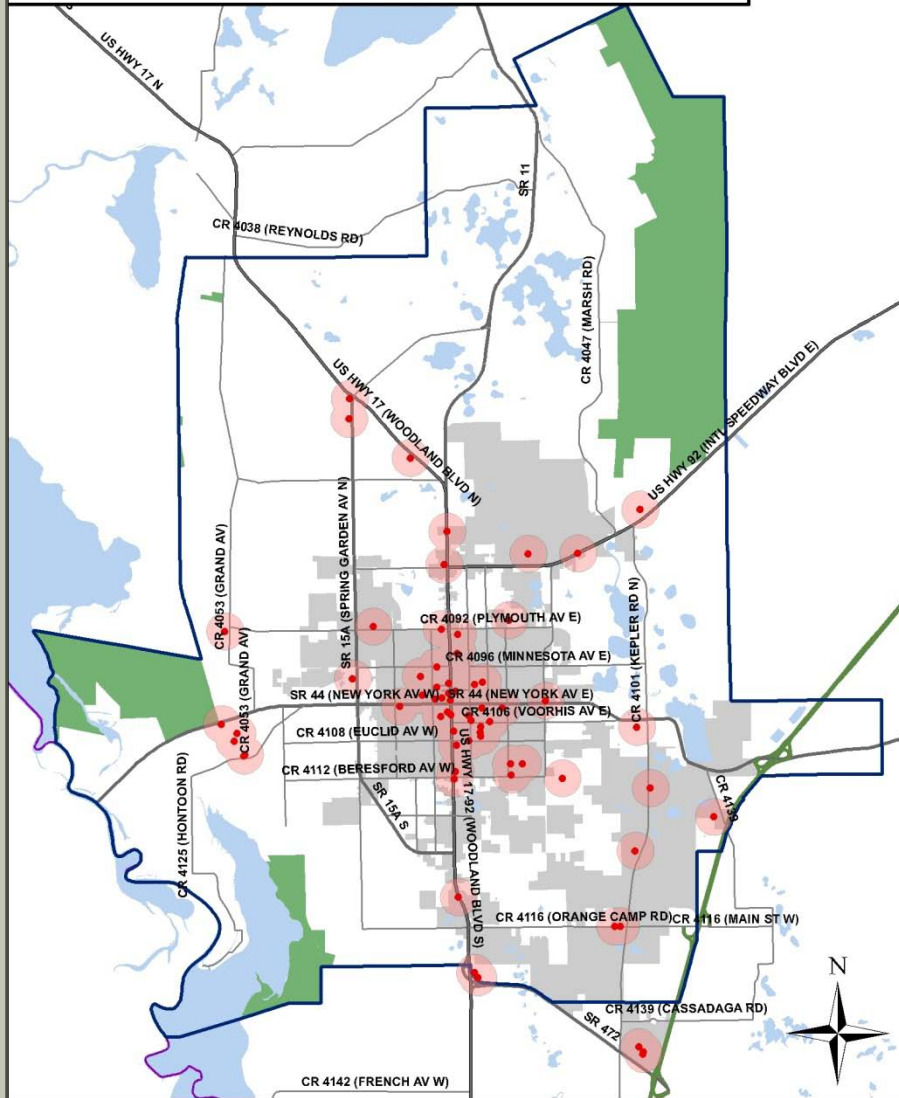 US HWY 17 N
SR 11
CR 4038 (REYNOLDS RD)
CR 4047 (MARSH RD)
US HWY 17 (WOODLAND BLVD N)
US HWY 92 (INTL SPEEDWAY BLVD E)
SR 15A (SPRING GARDEN AV N)
CR 4053 (GRAND AV)
CR 4092 (PLYMOUTH AV E)
CR 4053 (GRAND AV)
CR 4096 (MINNESOTA AV E)
CR 4101 (KEPLER RD N)
SR 44 (NEW YORK AV W)
SR 44 (NEW YORK AV E)
CR 4106 (VOORHIS AV E)
CR 4108 (EUCLID AV W)
CR 4112 (BERESFORD AV W)
US HWY 17-92 (WOODLAND BLVD S)
SR 15A S
CR 4139
CR 4125 (HONTOON RD)
CR 4116 (ORANGE CAMP RD)
CR 4116 (MAIN ST W)
N
CR 4139 (CASSADAGA RD)
SR 472
CR 4142 (FRENCH AV W)